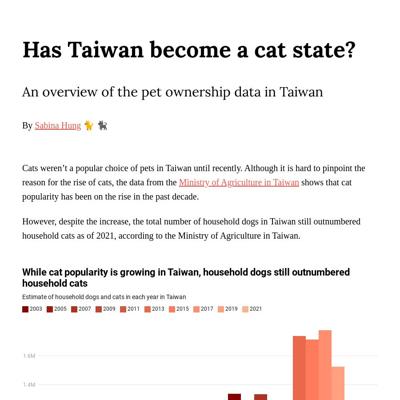 Has Taiwan become a cat state?
An overview of the pet ownership data in Taiwan
By Sabina Hung 🐈 🐈‍⬛
Cats weren’t a popular choice of pets in Taiwan until recently. Although it is hard to pinpoint the
reason for the rise of cats, the data from the Ministry of Agriculture in Taiwan shows that cat
popularity has been on the rise in the past decade.
However, despite the increase, the total number of household dogs in Taiwan still outnumbered
household cats as of 2021, according to the Ministry of Agriculture in Taiwan.
While cat popularity is growing in Taiwan, household dogs still outnumbered
household cats
Estimate of household dogs and cats in each year in Taiwan
2003 2005 2007 2009 2011 2013 2015 2017 2019 2021
1.6M
1.4M